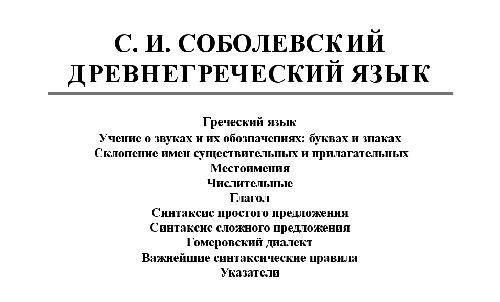 С. И. СОБОЛЕВСКИЙ
ДРЕВНЕГРЕЧЕСКИЙ ЯЗЫК
Греческий язык
Учение о звуках и их обозначениях: буквах и знаках
Склонение имен существительных и прилагательных
Местоимения
Числительные
Глагол
Синтаксис простого предложения
Синтаксис сложного предложения
Гомеровский диалект
Важнейшие синтаксические правила
Указатели